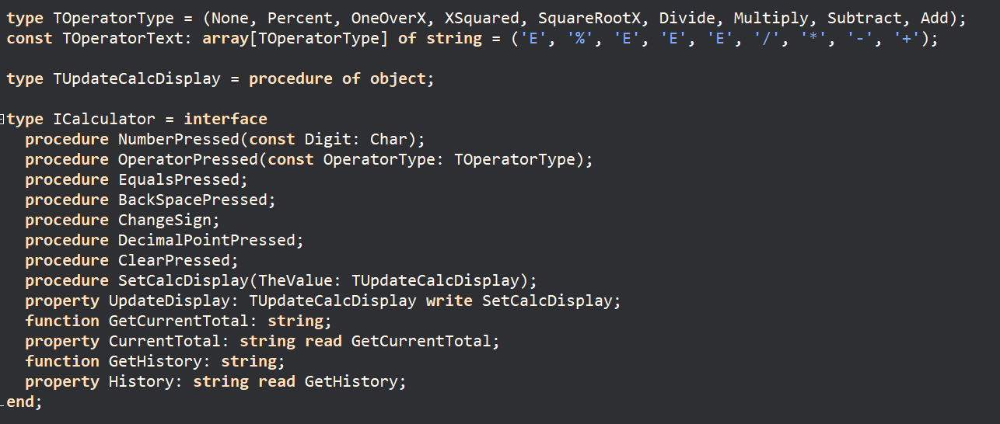 type TOperatorType = (None, Percent, OneOverX, XSquared, SquareRootX, Divide, Multiply, Subtract, Add);
const TOperatorText: array[TOperatorType] of string = ('E', '%', 'E', 'E', 'E', '/', '*', '-', '+');
type TUpdateCalcDisplay = procedure of object;
type ICalculator = interface
  procedure NumberPressed(const Digit: Char);
  procedure OperatorPressed(const OperatorType: TOperatorType);
  procedure EqualsPressed;
  procedure BackSpacePressed;
  procedure ChangeSign;
  procedure DecimalPointPressed;
  procedure ClearPressed;
  procedure SetCalcDisplay(TheValue: TUpdateCalcDisplay);
  property UpdateDisplay: TUpdateCalcDisplay write SetCalcDisplay;
  function GetCurrentTotal: string;
  property CurrentTotal: string read GetCurrentTotal;
  function GetHistory: string;
  property History: string read GetHistory;
end;